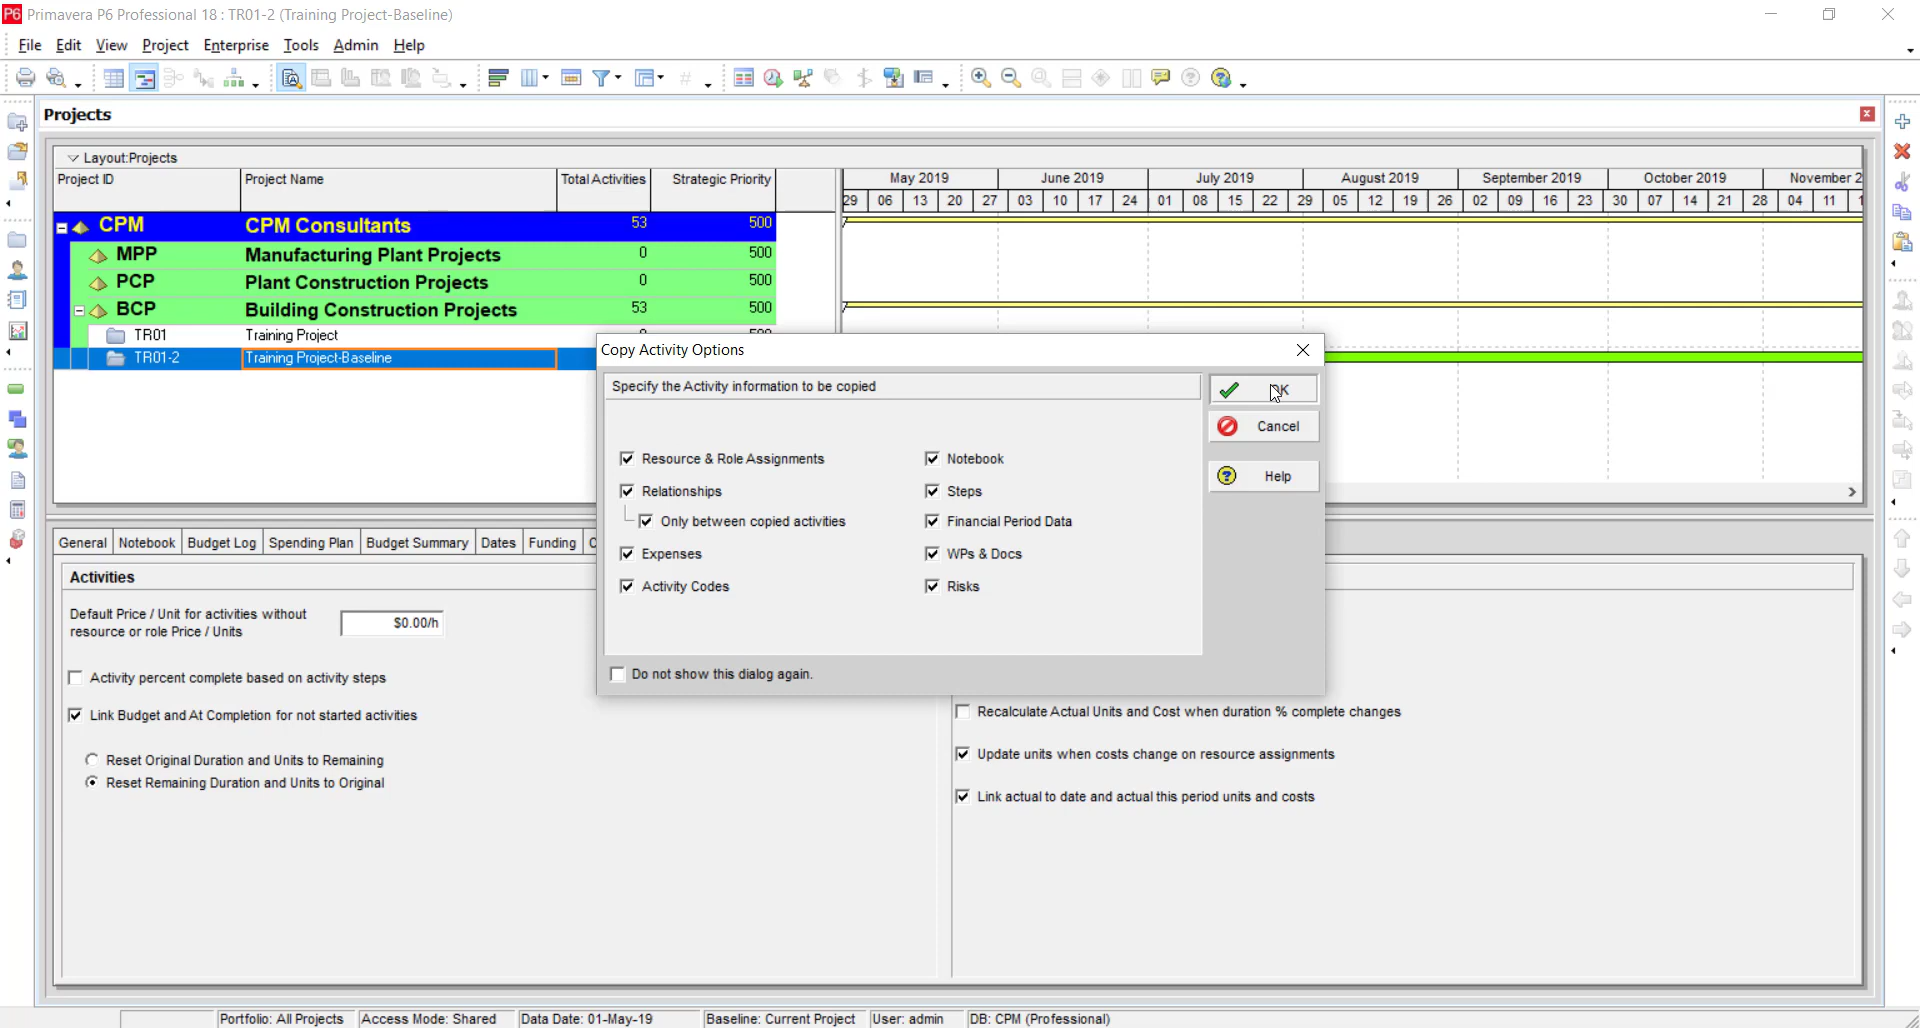 P6 Primavera P6 Professional 18 : TR01-2 (Training Project-Baseline)
File Edit View Project Enterprise Tools Admin Help
Projects
Layout:Projects
Project ID Project Name Total Activities Strategic Priority May 2019 June 2019 July 2019 August 2019 September 2019 October 2019 November 2
29 06 13 20 27 03 10 17 24 01 08 15 22 29 05 12 19 26 02 09 16 23 30 07 14 21 28 04 11 1
CPM CPM Consultants 53 500
MPP Manufacturing Plant Projects 0 500
PCP Plant Construction Projects 0 500
BCP Building Construction Projects 53 500
TR01 Training Project
TR01-2 Training Project-Baseline
Copy Activity Options
Specify the Activity information to be copied
OK
Cancel
Help
Resource & Role Assignments Notebook
Relationships Steps
Only between copied activities Financial Period Data
Expenses WPs & Docs
Activity Codes Risks
Do not show this dialog again.
General Notebook Budget Log Spending Plan Budget Summary Dates Funding
Activities
Default Price / Unit for activities without
resource or role Price / Units
$0.00/h
Activity percent complete based on activity steps
Link Budget and At Completion for not started activities
Reset Original Duration and Units to Remaining
Reset Remaining Duration and Units to Original
Recalculate Actual Units and Cost when duration % complete changes
Update units when costs change on resource assignments
Link actual to date and actual this period units and costs
Portfolio: All Projects Access Mode: Shared Data Date: 01-May-19 Baseline: Current Project User: admin DB: CPM (Professional)